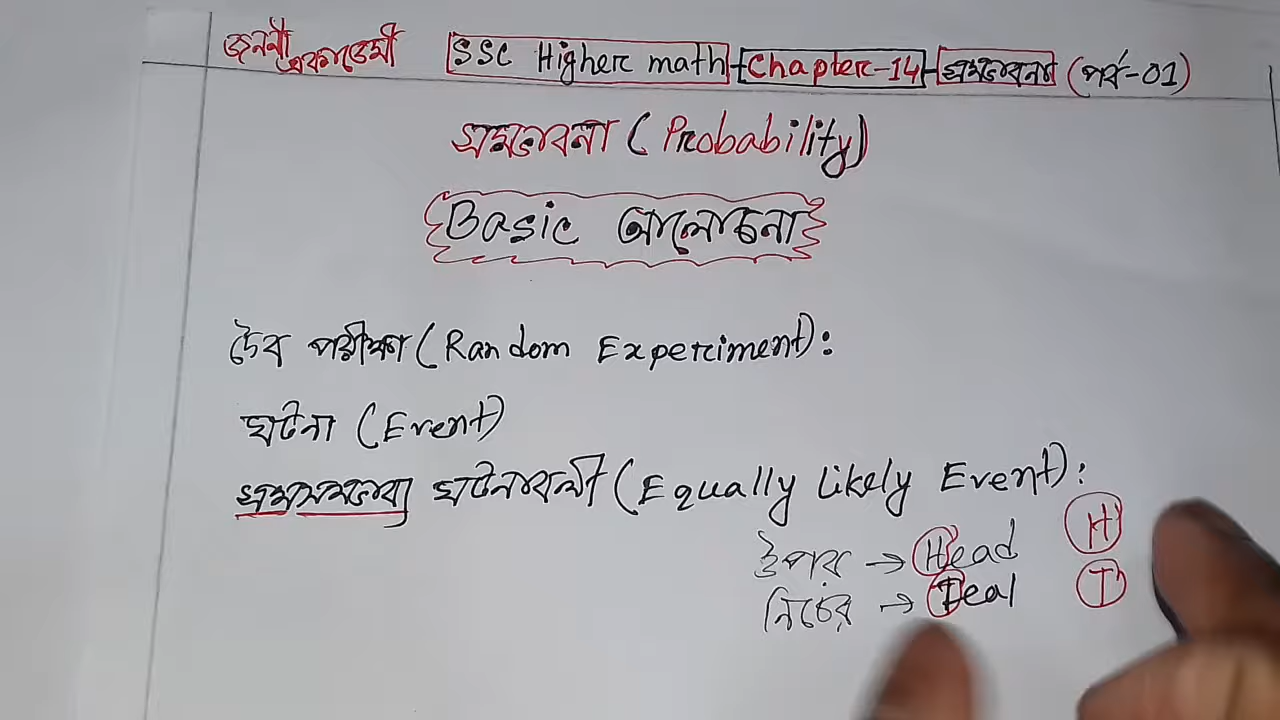 জননী একাডেমী SSC Higher math - Chapter-14 - সম্ভাবনা (পর্ব-01)
সম্ভাবনা (Probability)
Basic আলোচনা
দৈব পরীক্ষা (Random Experiment):
ঘটনা (Event)
সমসম্ভাব্য ঘটনাবলী (Equally Likely Event):
উপরে → Head H
নিচের → Teal T